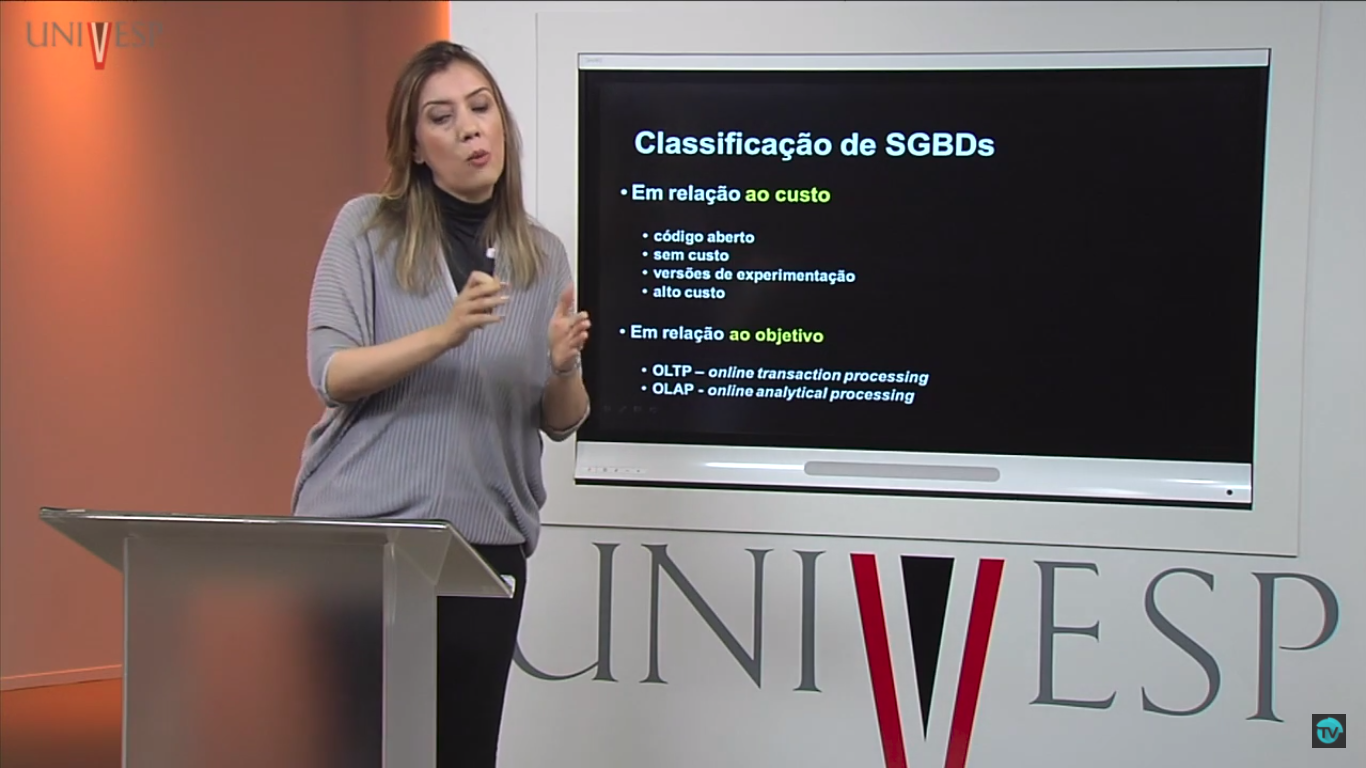 UNIVESP
Classificação de SGBDs
• Em relação ao custo
• código aberto
• sem custo
• versões de experimentação
• alto custo
• Em relação ao objetivo
• OLTP – online transaction processing
• OLAP - online analytical processing
UNIVESP
TV